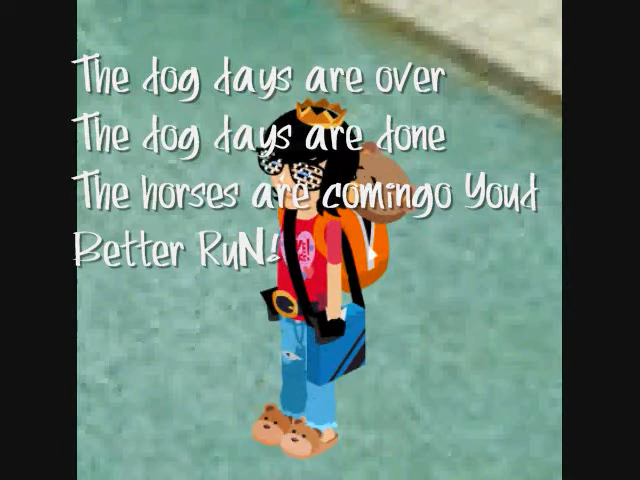 The dog days are over
The dog days are done
The horses are comingo Youd
Better RuN!